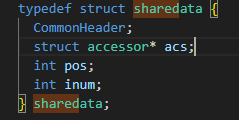 typedef struct sharedata {
CommonHeader;
struct accessor* acs;
int pos;
int inum;
} sharedata;